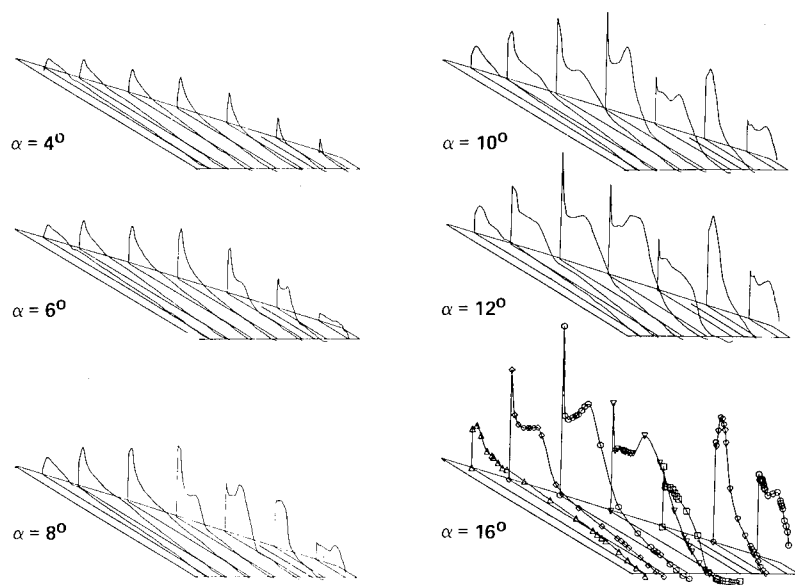 α = 4⁰
α = 6⁰
α = 8⁰
α = 10⁰
α = 12⁰
α = 16⁰